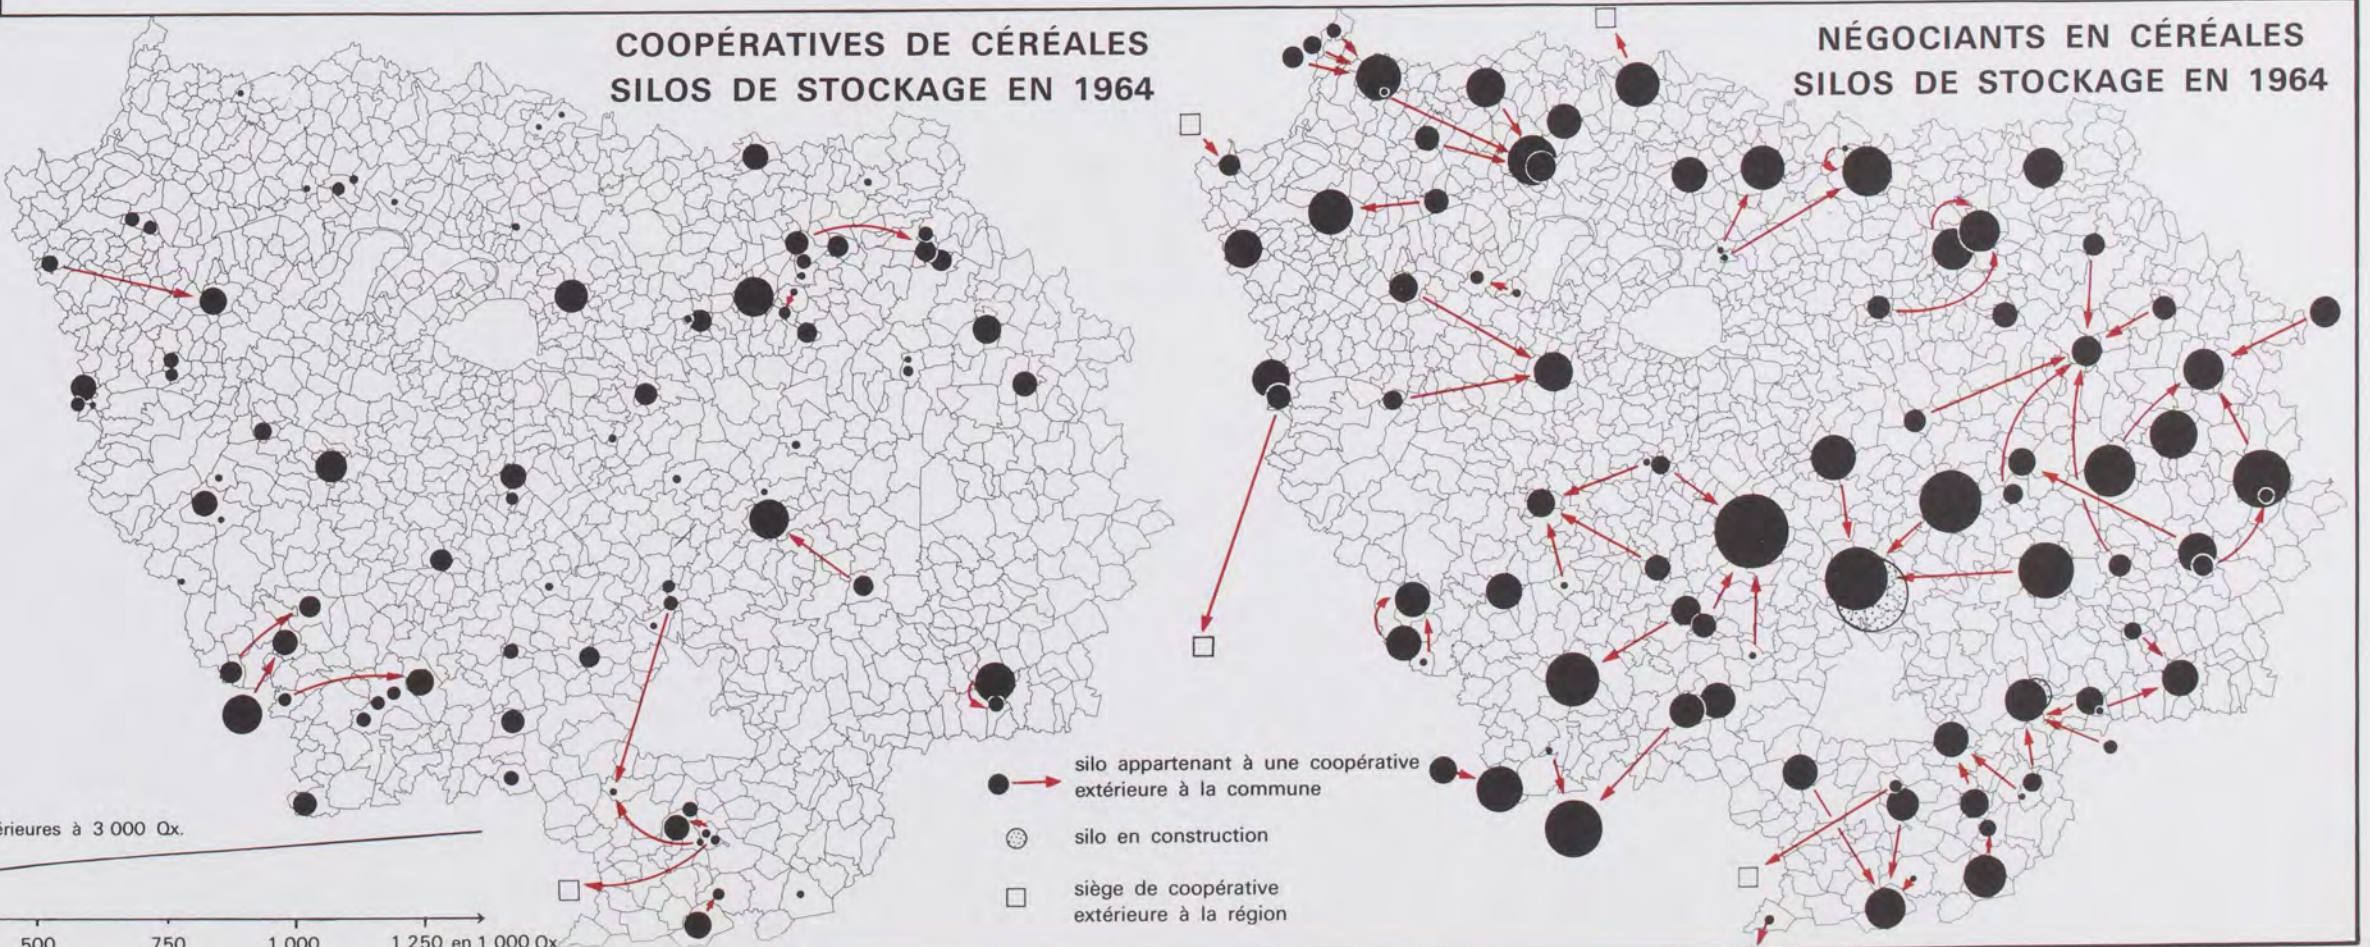 COOPÉRATIVES DE CÉRÉALES
SILOS DE STOCKAGE EN 1964
NÉGOCIANTS EN CÉRÉALES
SILOS DE STOCKAGE EN 1964
silo appartenant à une coopérative
extérieure à la commune
silo en construction
siège de coopérative
extérieure à la région
à 3 000 Qx.
500 750 1 000 1 250 en 1 000 Qx